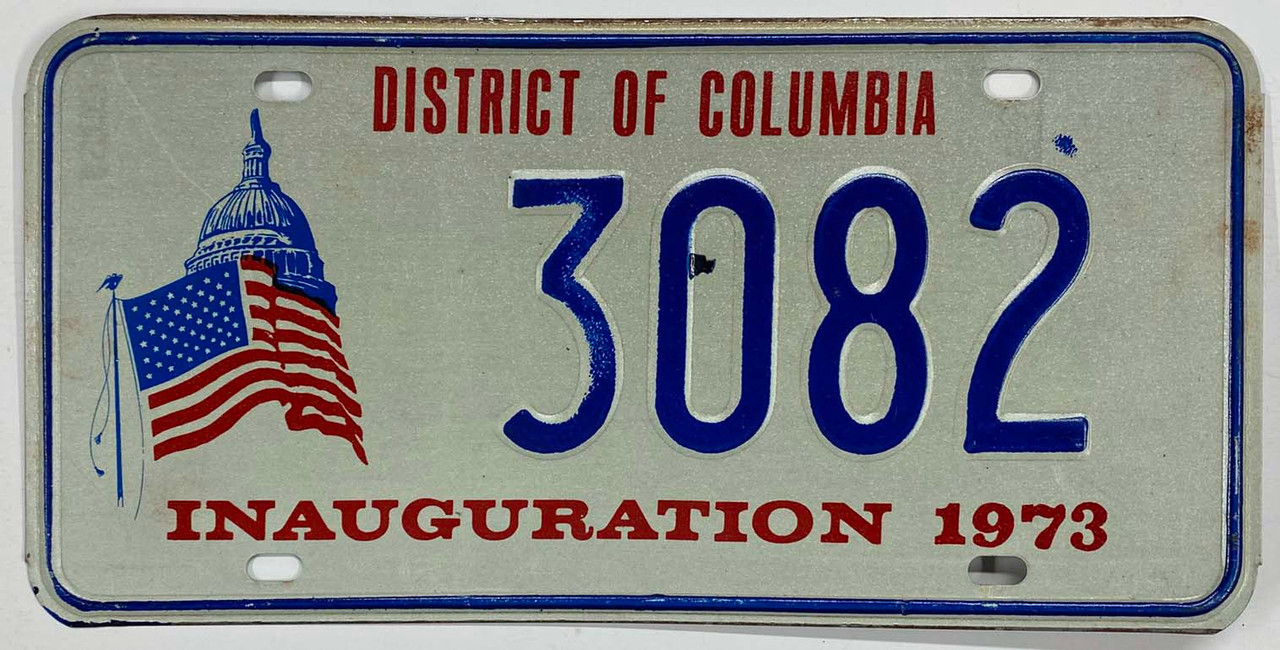 DISTRICT OF COLUMBIA
3082
INAUGURATION 1973